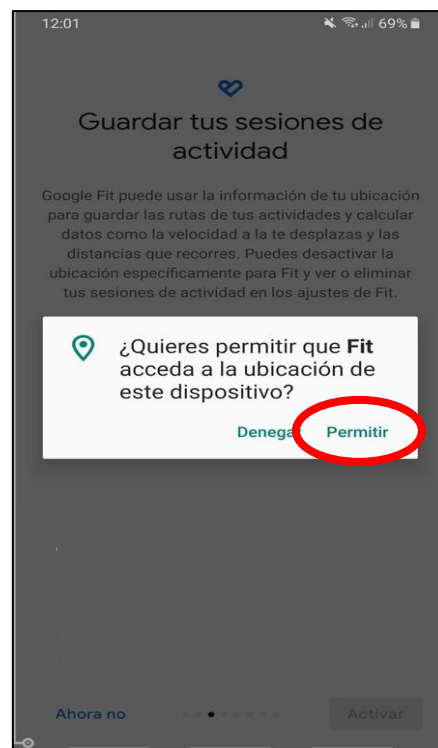 12:01 69%
Guardar tus sesiones de
actividad
Google Fit puede usar la información de tu ubicación
para guardar las rutas de tus actividades y calcular
datos como la velocidad a la te desplaza y las
distancias que recorres. Puedes desactivar la
ubicación específicamente para Fit y ver o eliminar
tus sesiones de actividad en los ajustes de Fit.
¿Quieres permitir que Fit
acceda a la ubicación de
este dispositivo?
Denegar Permitir
Ahora no Activar